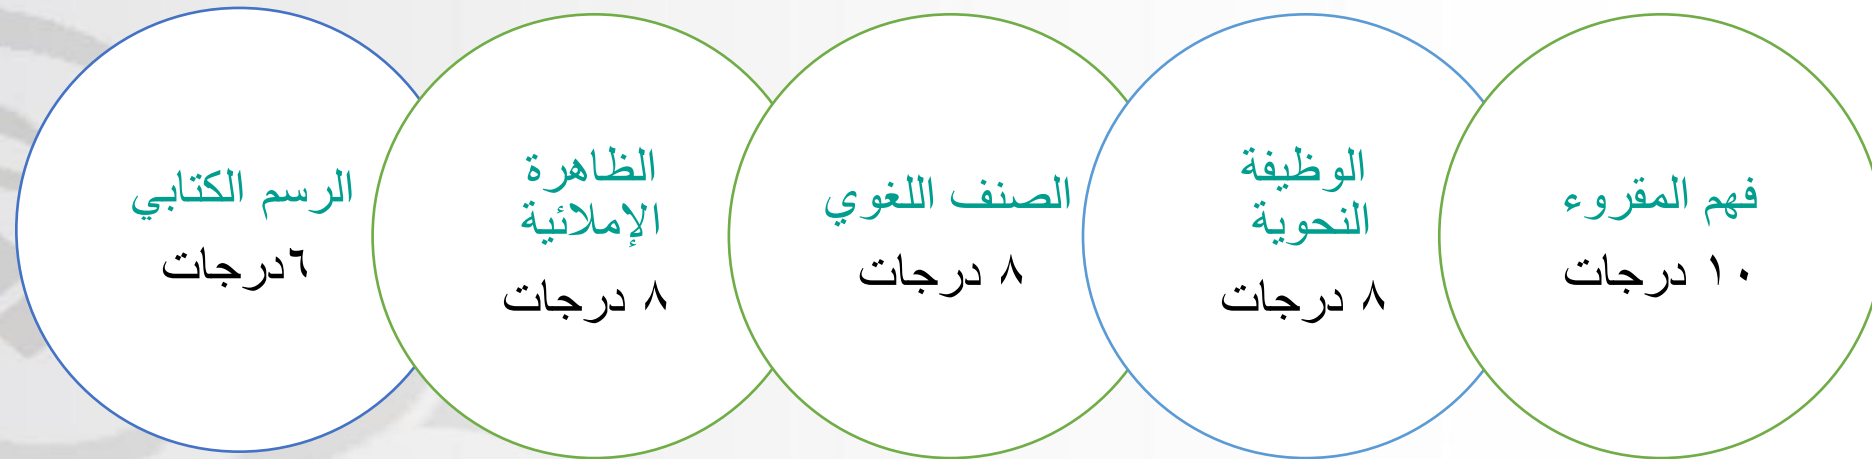 فهم المقروء
١٠ درجات
الوظيفة
النحوية
٨ درجات
الصنف اللغوي
٨ درجات
الظاهرة
الإملائية
٨ درجات
الرسم الكتابي
٦درجات